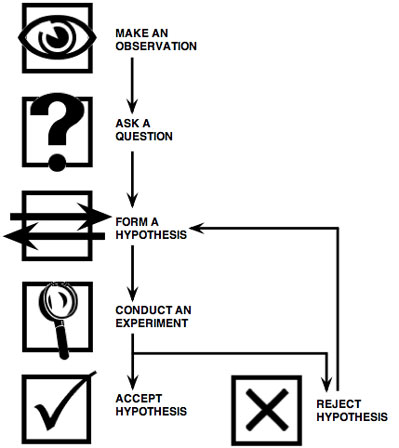 MAKE AN
OBSERVATION
ASK A
QUESTION
FORM A
HYPOTHESIS
CONDUCT AN
EXPERIMENT
ACCEPT
HYPOTHESIS
REJECT
HYPOTHESIS